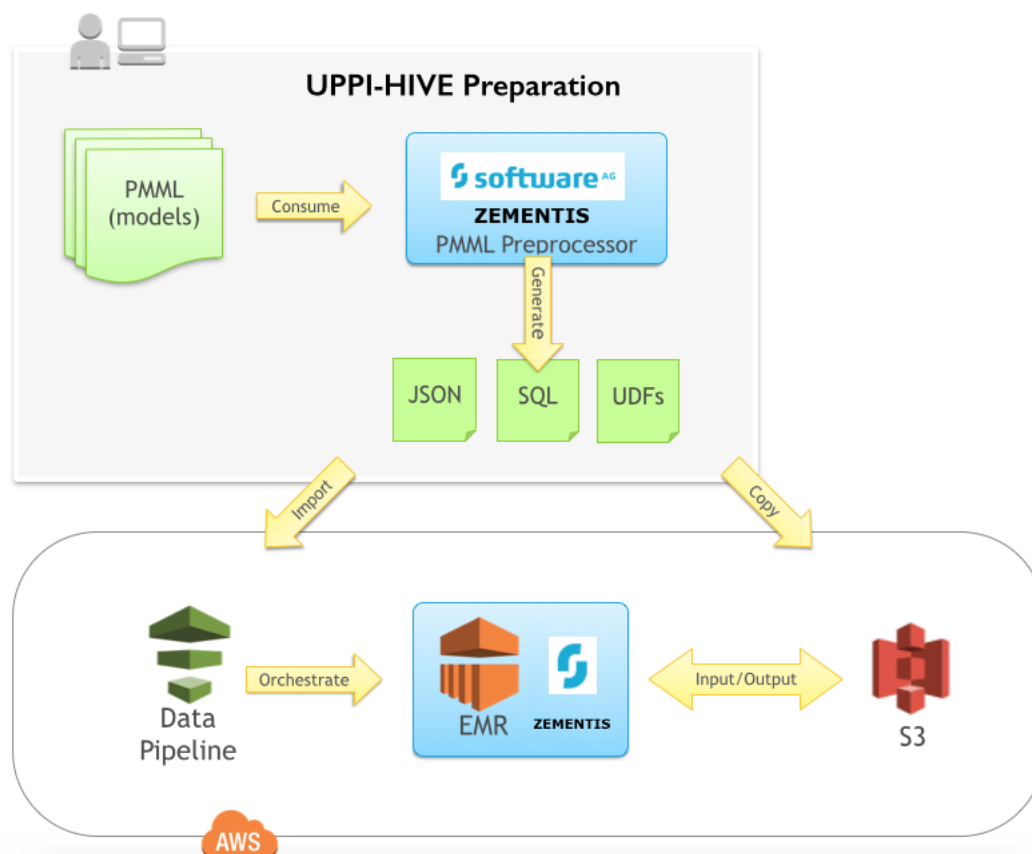 UPPI-HIVE Preparation
PMML
(models)
Consume
software AG
ZEMENTIS
PMML Preprocessor
Generate
JSON
SQL
UDFs
Import
Copy
Data
Pipeline
Orchestrate
EMR
ZEMENTIS
Input/Output
S3
AWS